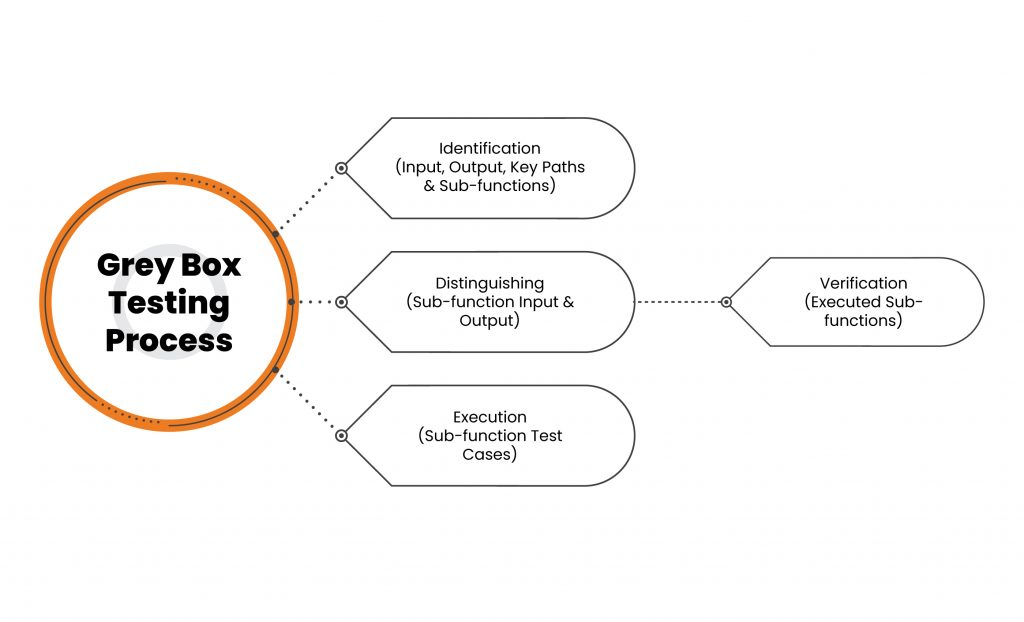 Grey Box
Testing
Process
Identification
(Input, Output, Key Paths
& Sub-functions)
Distinguishing
(Sub-function Input &
Output)
Execution
(Sub-function Test
Cases)
Verification
(Executed Sub-
functions)